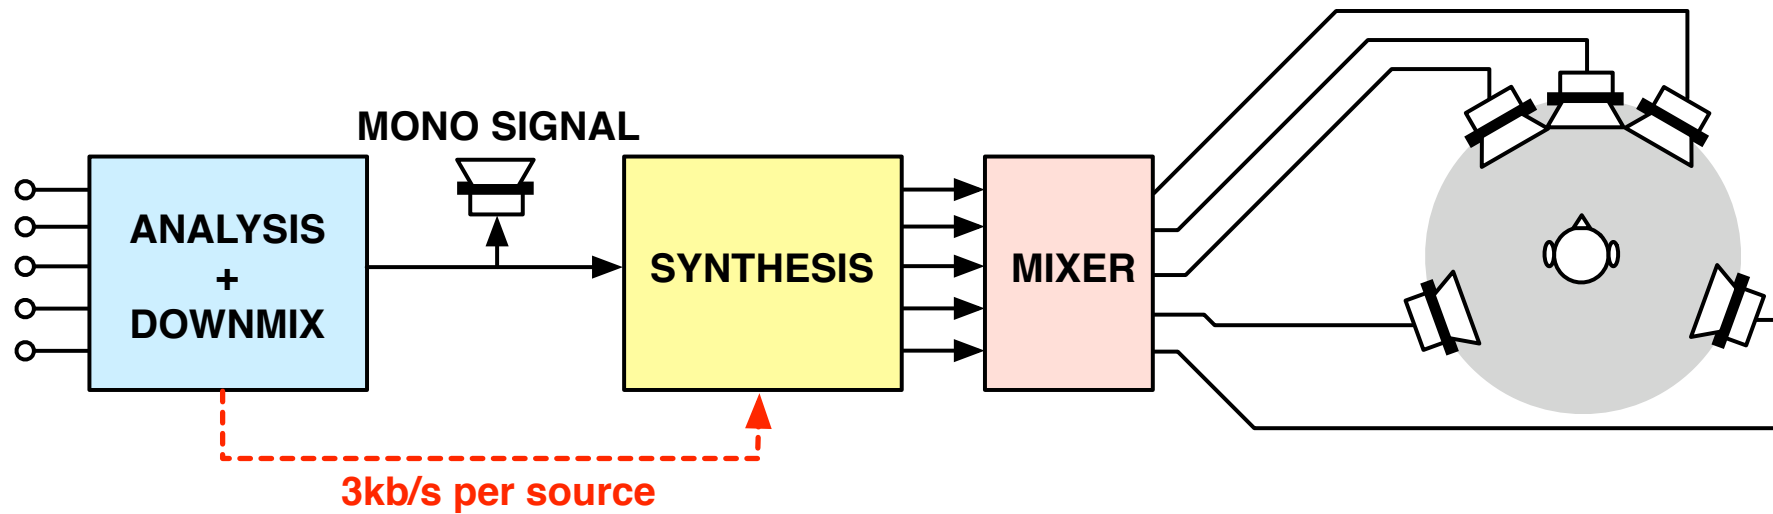 MONO SIGNAL
ANALYSIS
+
DOWNMIX
SYNTHESIS
MIXER
3kb/s per source